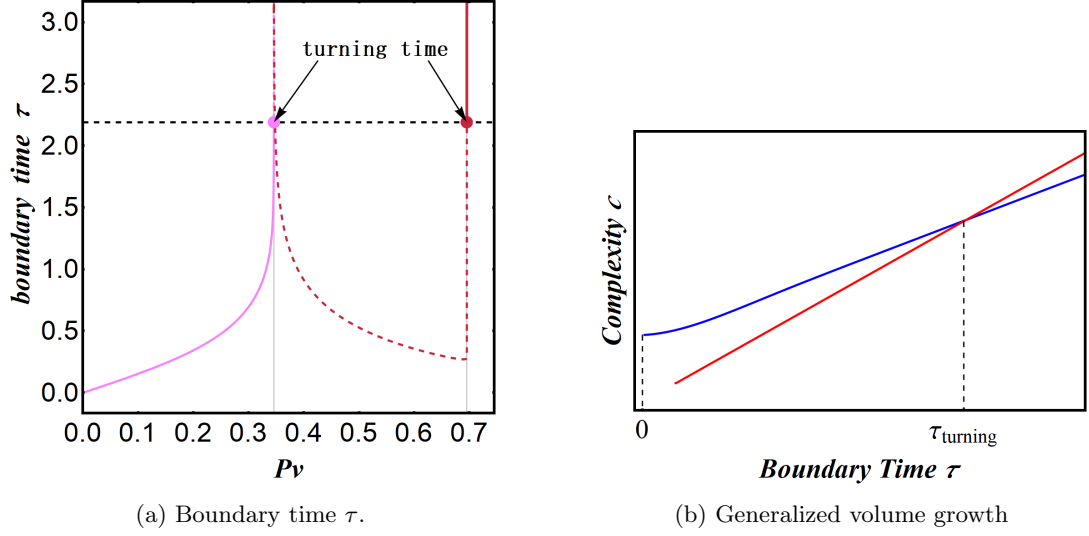 3.0
2.5
2.0
1.5
1.0
0.5
0.0
boundary time τ
turning time
0.0 0.1 0.2 0.3 0.4 0.5 0.6 0.7
Pv
(a) Boundary time τ.
Complexity C
0 τturning
Boundary Time τ
(b) Generalized volume growth